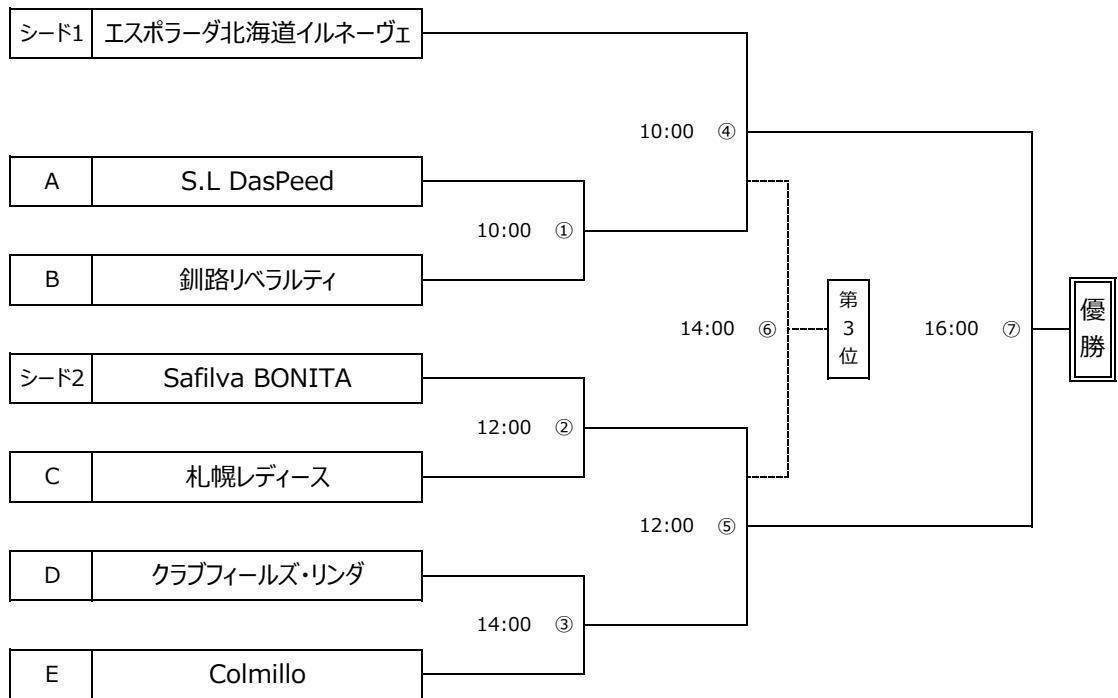 シード1 エスポラーダ北海道イルネーヴェ
10:00 ④
A S.L DasPeed
10:00 ①
B 釧路リベラルティ
14:00 ⑥
第3位
16:00 ⑦
優勝
シード2 Safilva BONITA
12:00 ②
C 札幌レディース
12:00 ⑤
D クラブフィールズ・リンダ
14:00 ③
E Colmillo